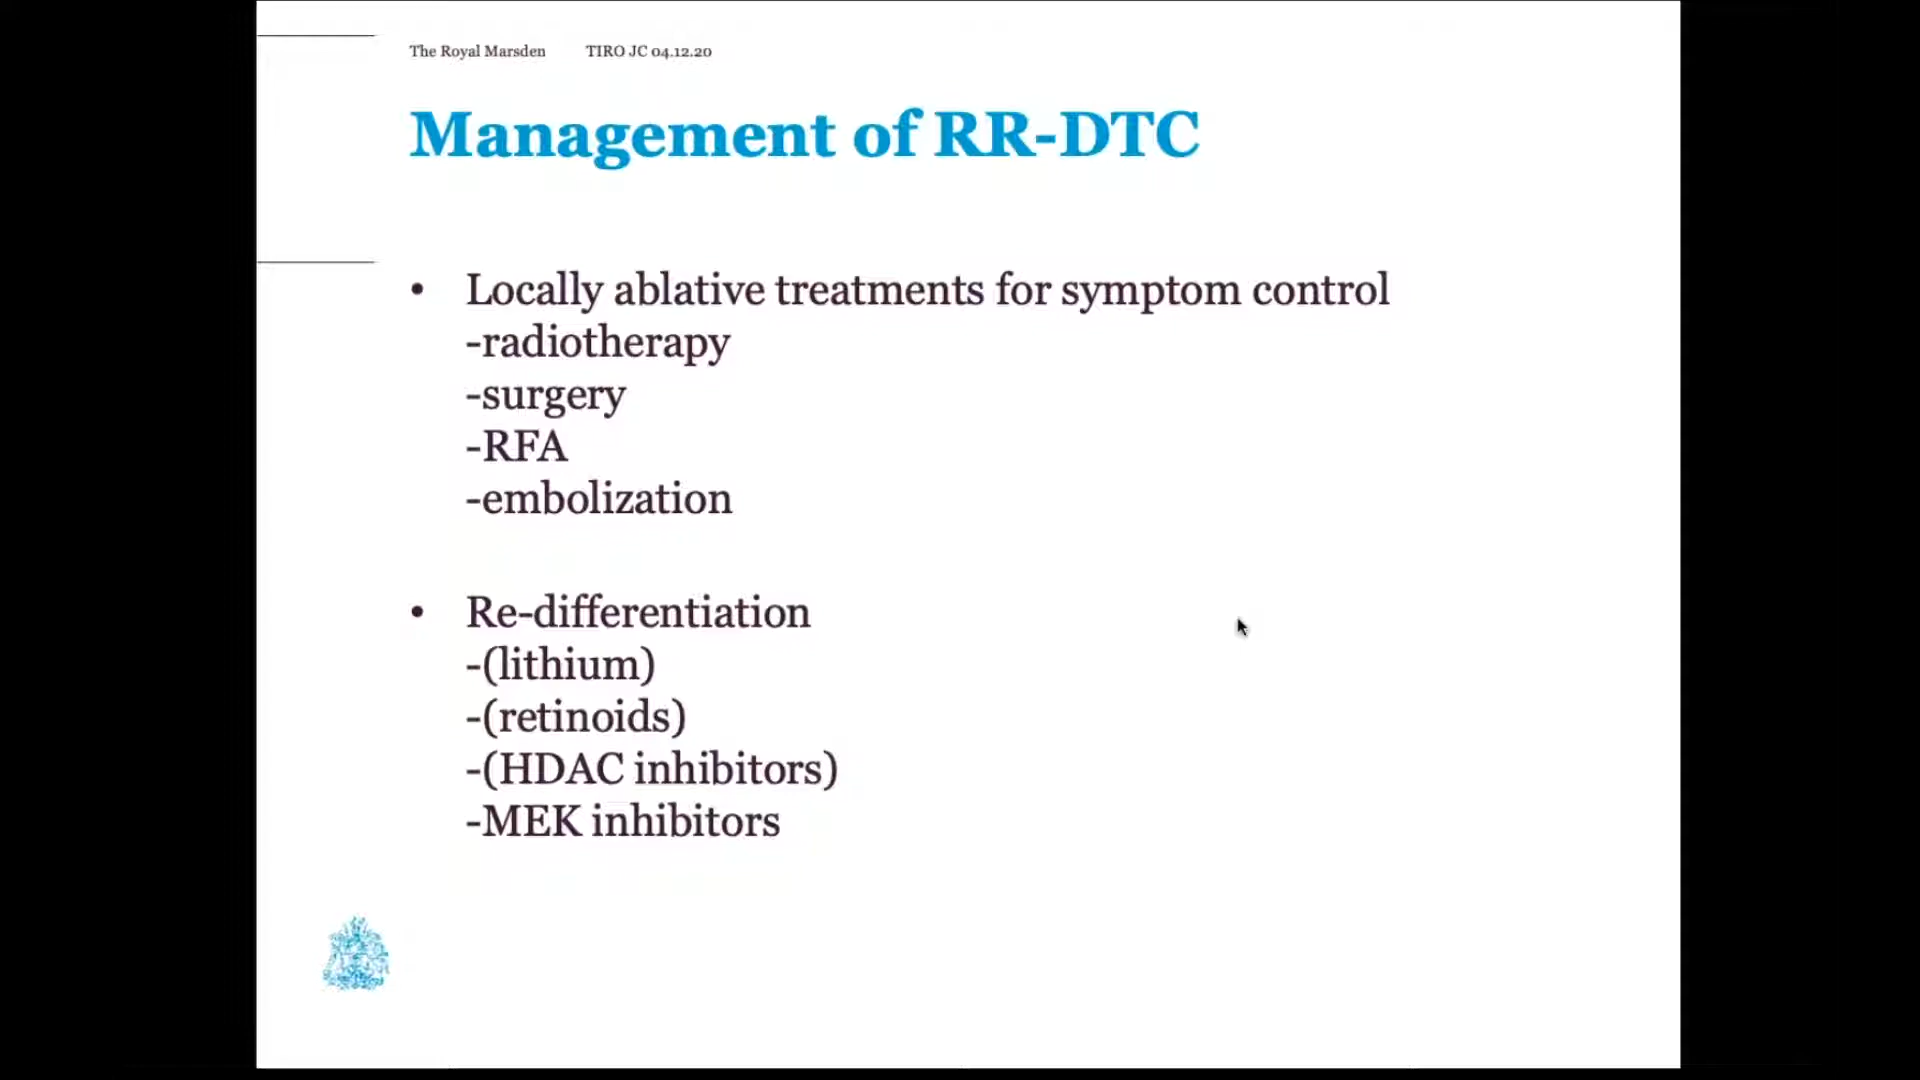 The Royal Marsden TIRO JC 04.12.20
Management of RR-DTC
• Locally ablative treatments for symptom control
-radiotherapy
-surgery
-RFA
-embolization
• Re-differentiation
-(lithium)
-(retinoids)
-(HDAC inhibitors)
-MEK inhibitors